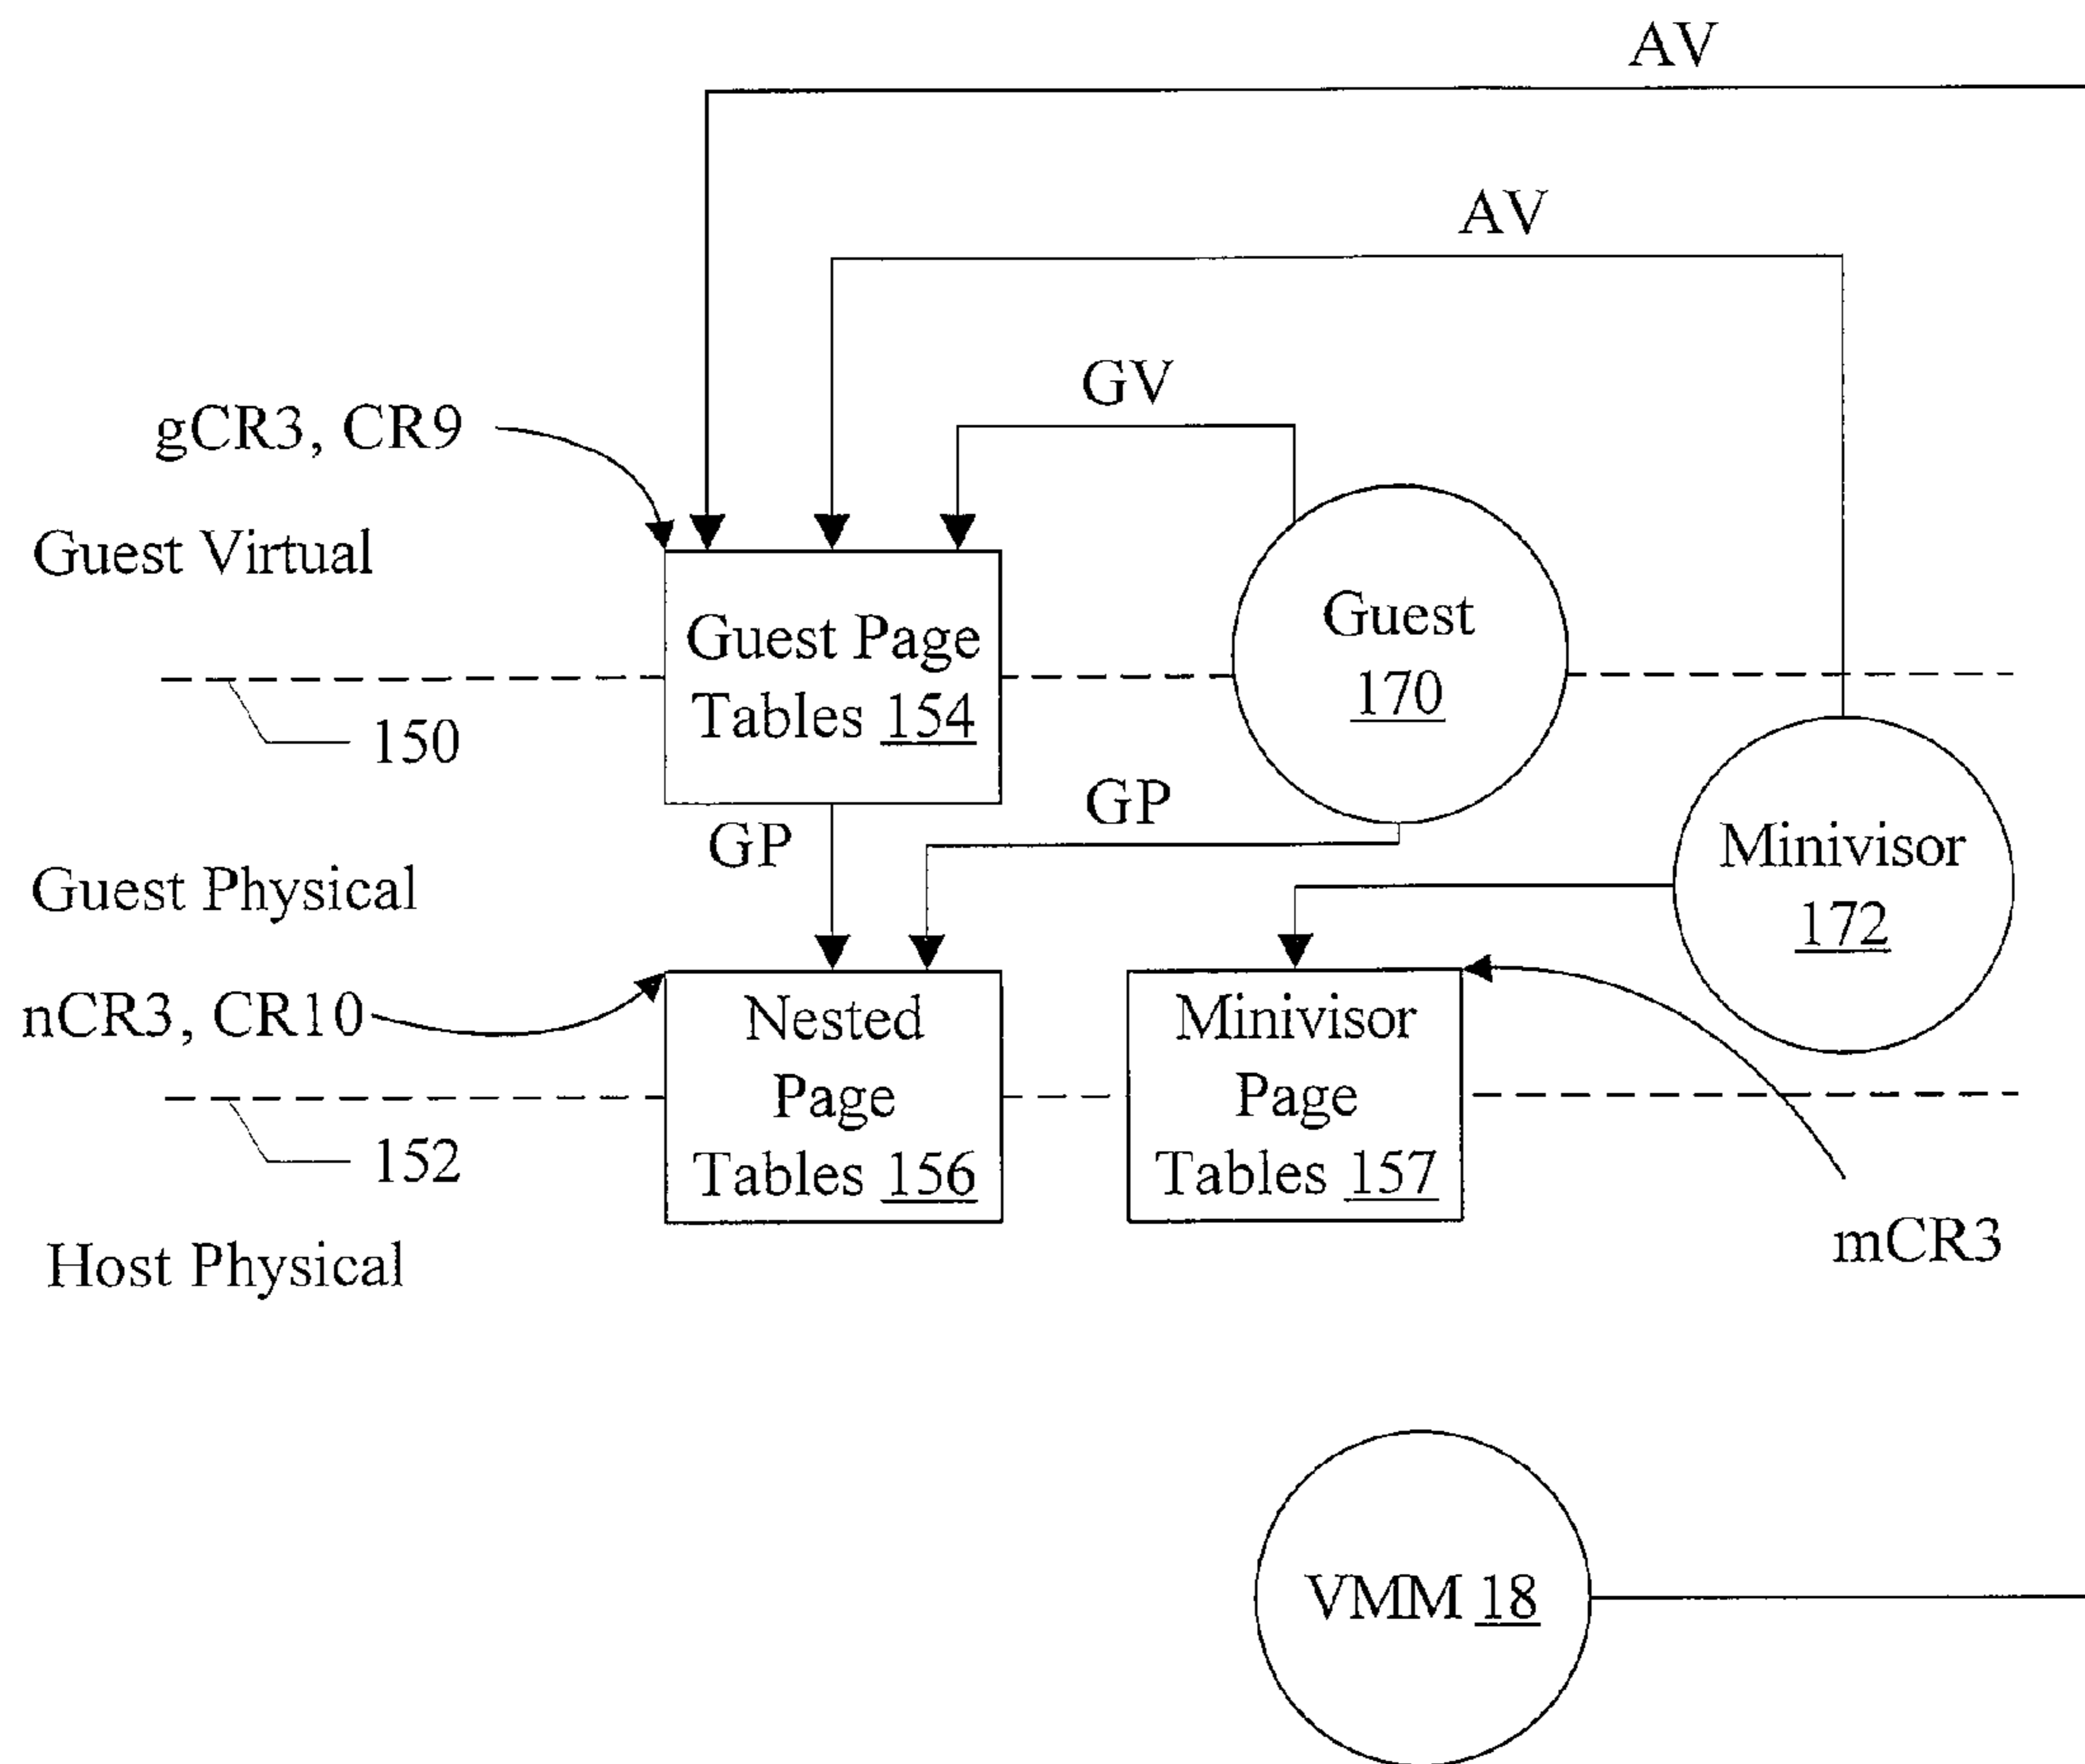 AV
AV
GV
gCR3, CR9
Guest Virtual
Guest Page
Tables 154
Guest
170
150
GP
GP
Guest Physical
Minivisor
172
nCR3, CR10
Nested
Page
Tables 156
Minivisor
Page
Tables 157
152
Host Physical
mCR3
VMM 18